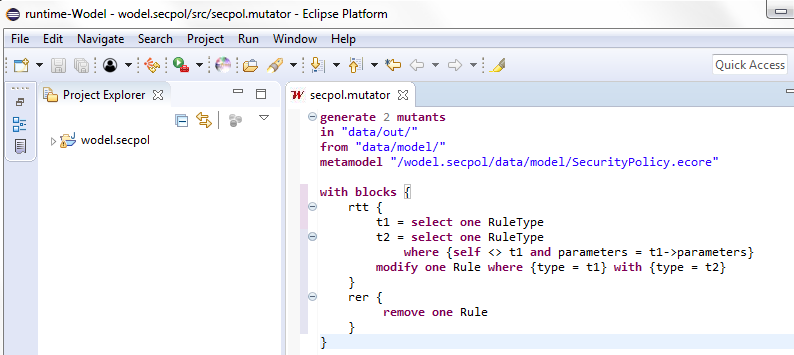 runtime-Wodel - wodel.secpol/src/secpol.mutator - Eclipse Platform
File Edit Navigate Search Project Run Window Help
Quick Access
Project Explorer
secpol.mutator
wodel.secpol
generate 2 mutants
in "data/out/"
from "data/model/"
metamodel "/wodel.secpol/data/model/SecurityPolicy.ecore"
with blocks {
rtt {
t1 = select one RuleType
t2 = select one RuleType
where {self <> t1 and parameters = t1->parameters}
modify one Rule where {type = t1} with {type = t2}
}
rer {
remove one Rule
}
}